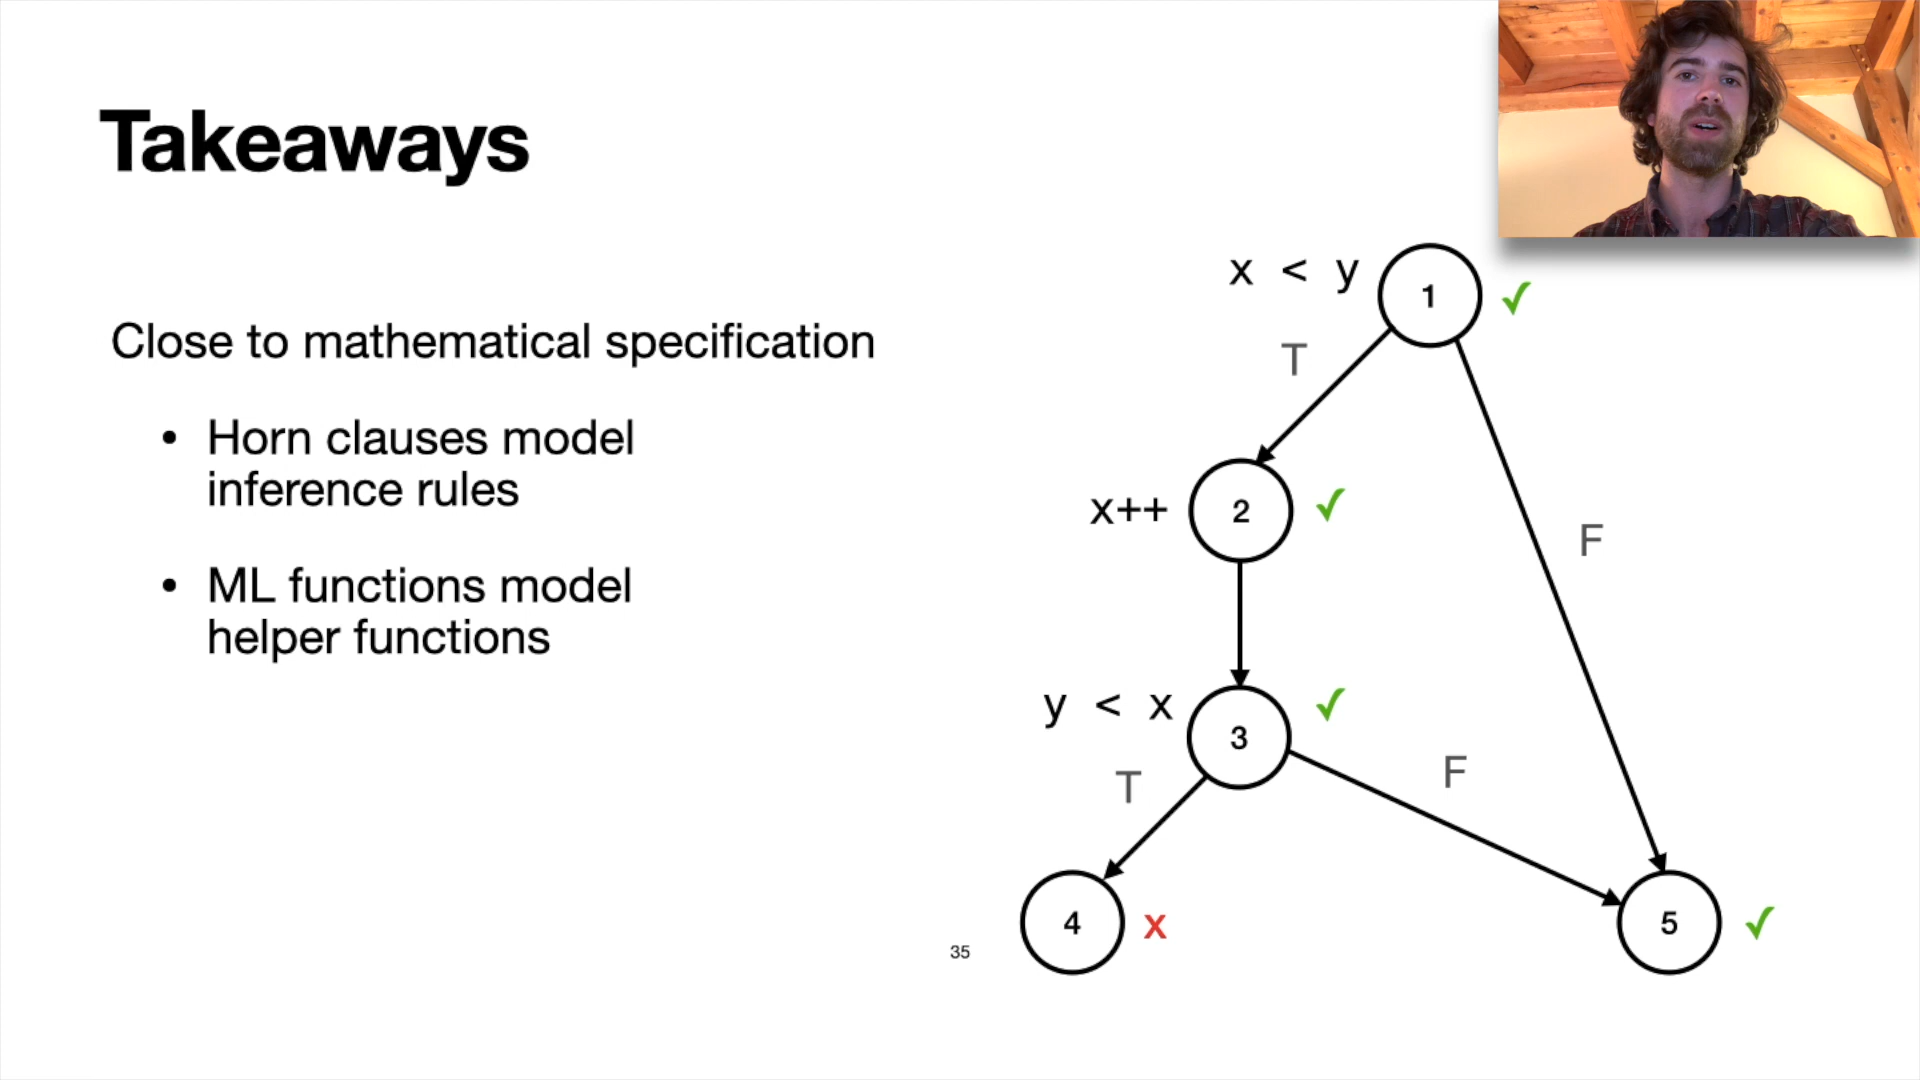 Takeaways
Close to mathematical specification
• Horn clauses model
inference rules
• ML functions model
helper functions
x < y
1
✓
T
x++
2
✓
F
y < x
3
✓
T
F
4
x
5
✓
35